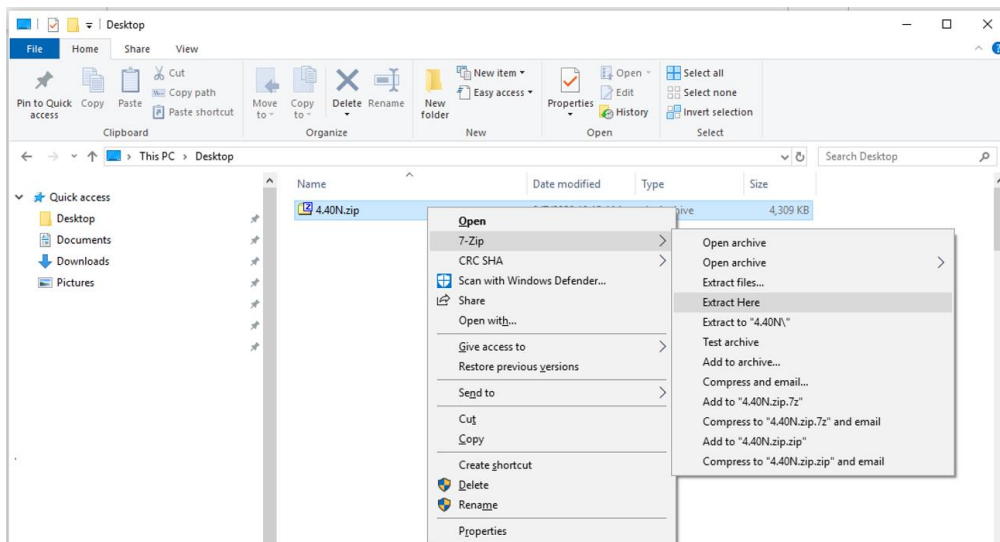 Desktop
File Home Share View
Pin to Quick access
Copy
Paste
Cut
Copy path
Paste shortcut
Clipboard
Move to
Copy to
Delete
Rename
Organize
New folder
New item
Easy access
New
Properties
Open
Edit
History
Open
Select all
Select none
Invert selection
Select
This PC > Desktop
Search Desktop
Quick access
Desktop
Documents
Downloads
Pictures
Name Date modified Type Size
4.40N.zip 4,309 KB
Open
7-Zip
CRC SHA
Scan with Windows Defender...
Share
Open with...
Give access to
Restore previous versions
Send to
Cut
Copy
Create shortcut
Delete
Rename
Properties
Open archive
Open archive
Extract files...
Extract Here
Extract to "4.40N\"
Test archive
Add to archive...
Compress and email...
Add to "4.40N.zip.7z"
Compress to "4.40N.zip.7z" and email
Add to "4.40N.zip.zip"
Compress to "4.40N.zip.zip" and email